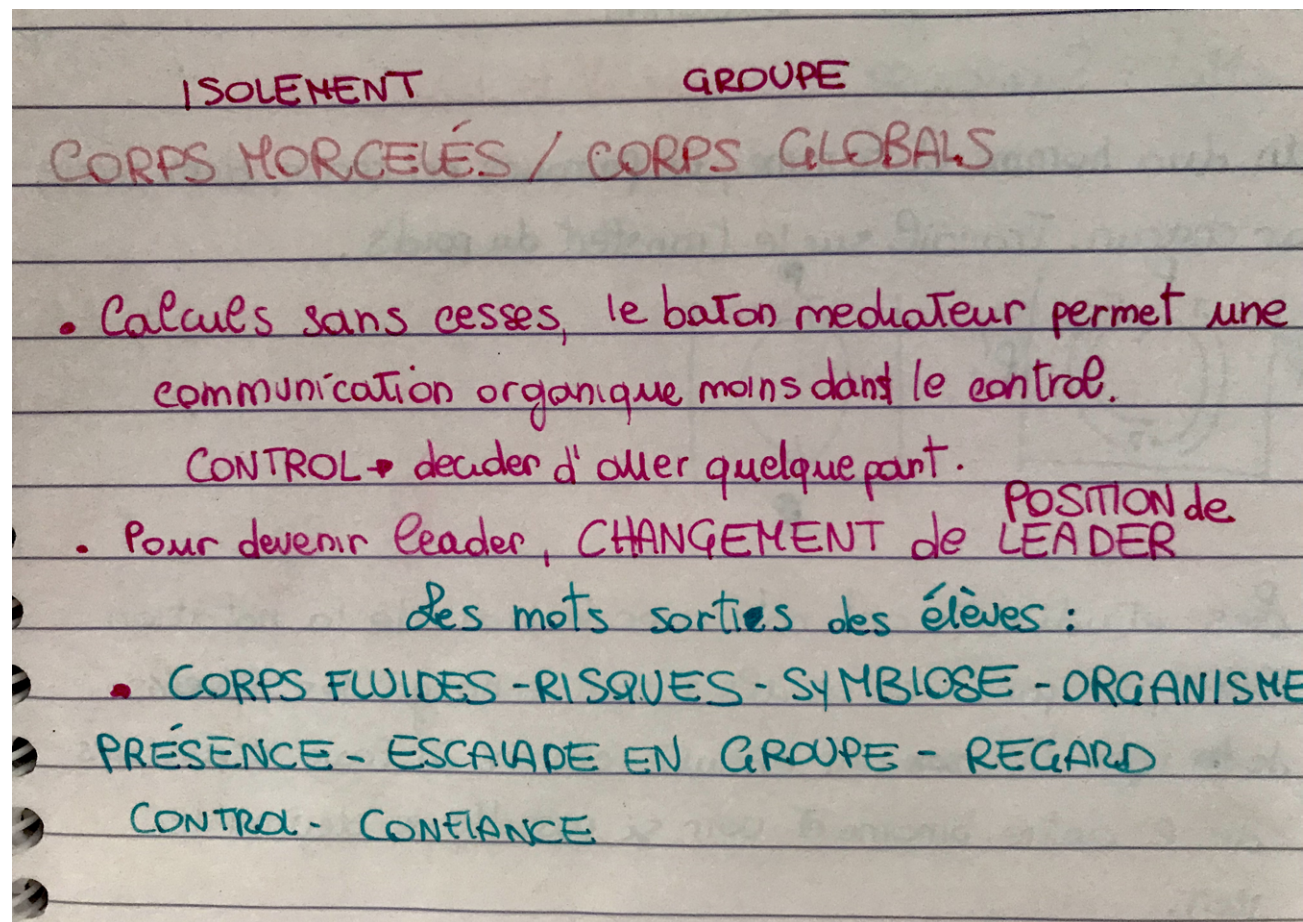 ISOLEMENT GROUPE
CORPS MORCELÉS / CORPS GLOBALS
• Calculs sans cesses, le baton mediateur permet une
communication organique moins dans le control.
CONTROL → decider d'aller quelque part.
POSITION de
• Pour devenir leader, CHANGEMENT de LEADER
Les mots sorties des élèves :
• CORPS FLUIDES - RISQUES - SYMBIOSE - ORGANISME
PRÉSENCE - ESCALADE EN GROUPE - REGARD
CONTROL - CONFIANCE